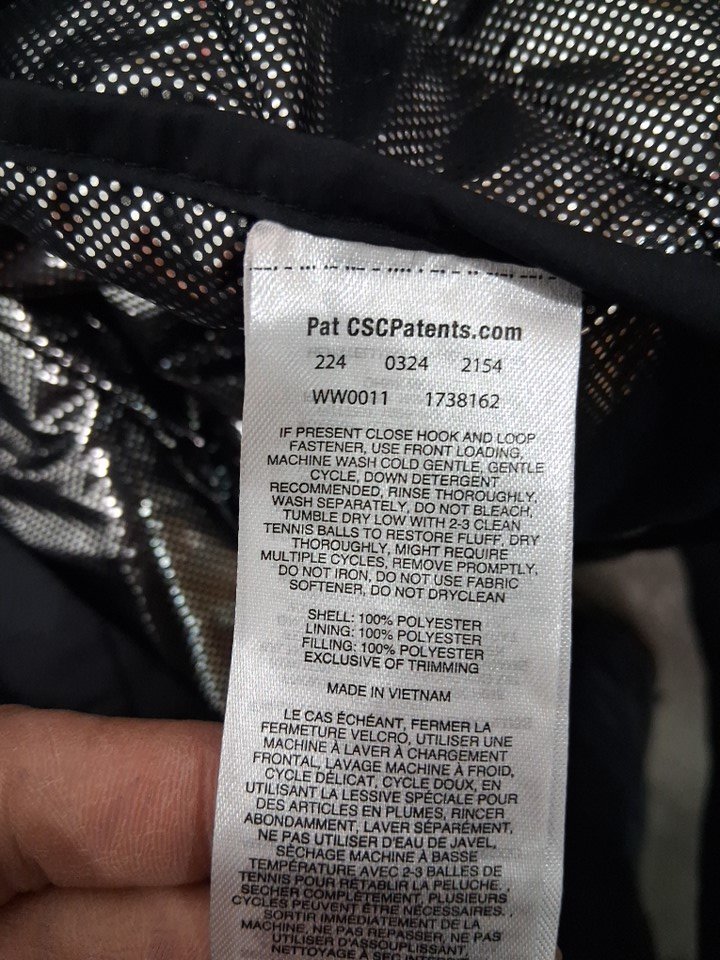 Pat CSCPatents.com
224 0324 2154
WW0011 1738162
IF PRESENT CLOSE HOOK AND LOOP
FASTENER, USE FRONT LOADING,
MACHINE WASH COLD GENTLE, GENTLE
CYCLE, DOWN DETERGENT
RECOMMENDED, RINSE THOROUGHLY,
WASH SEPARATELY, DO NOT BLEACH,
TUMBLE DRY LOW WITH 2-3 CLEAN
TENNIS BALLS TO RESTORE FLUFF, DRY
THOROUGHLY, MIGHT REQUIRE
MULTIPLE CYCLES, REMOVE PROMPTLY,
DO NOT IRON, DO NOT USE FABRIC
SOFTENER, DO NOT DRYCLEAN
SHELL: 100% POLYESTER
LINING: 100% POLYESTER
FILLING: 100% POLYESTER
EXCLUSIVE OF TRIMMING
MADE IN VIETNAM
LE CAS ÉCHÉANT, FERMER LA
FERMETURE VELCRO, UTILISER UNE
MACHINE À LAVER À CHARGEMENT
FRONTAL, LAVAGE MACHINE À FROID,
CYCLE DÉLICAT, CYCLE DOUX, EN
UTILISANT LA LESSIVE SPÉCIALE POUR
DES ARTICLES EN PLUMES, RINCER
ABONDAMMENT, LAVER SÉPARÉMENT,
NE PAS UTILISER D'EAU DE JAVEL,
SÉCHAGE MACHINE À BASSE
TEMPÉRATURE AVEC 2-3 BALLES DE
TENNIS POUR RÉTABLIR LA PELUCHE. ,
SECHER COMPLÈTEMENT, PLUSIEURS
CYCLES PEUVENT ÊTRE NÉCESSAIRES. ,
SORTIR IMMÉDIATEMENT DE LA
MACHINE, NE PAS REPASSER, NE PAS
UTILISER D'ASSOUPLISSANT,
NETTOYAGE À SEC